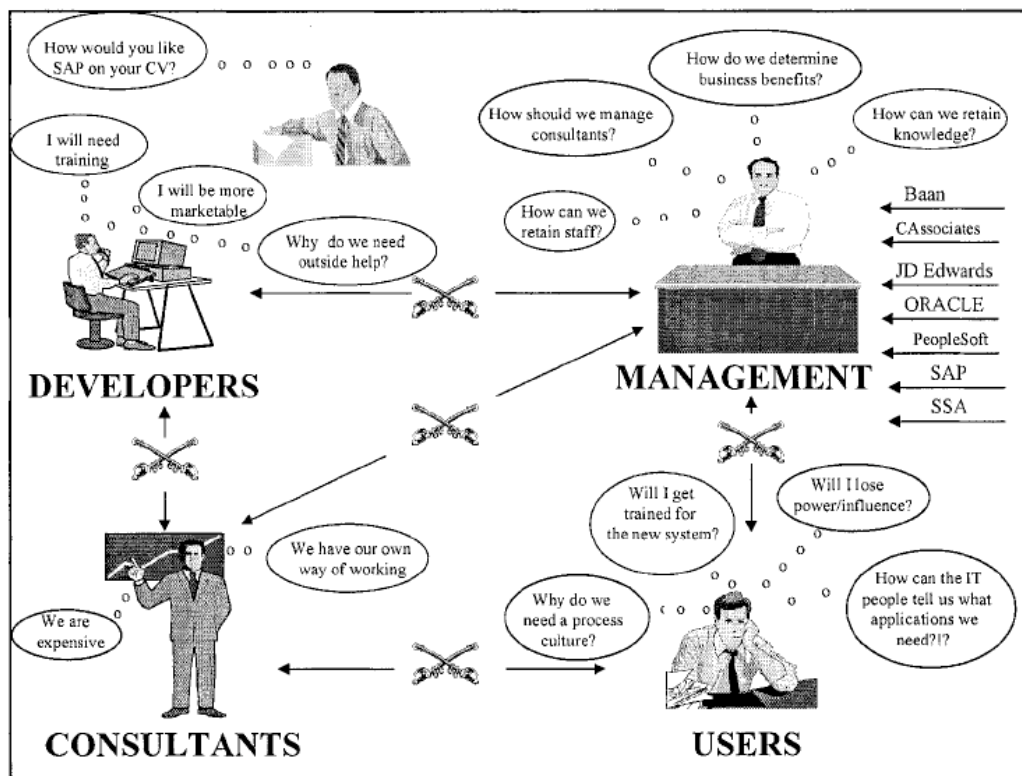 How would you like
SAP on your CV?
How do we determine
business benefits?
How should we manage
consultants?
How can we retain
knowledge?
I will need
training
I will be more
marketable
How can we
retain staff?
Why do we need
outside help?
Baan
CAssociates
JD Edwards
ORACLE
PeopleSoft
SAP
SSA
DEVELOPERS
MANAGEMENT
Will I get
trained for
the new system?
Will I lose
power/influence?
We have our own
way of working
We are
expensive
Why do we
need a process
culture?
How can the IT
people tell us what
applications we
need?!?
CONSULTANTS
USERS